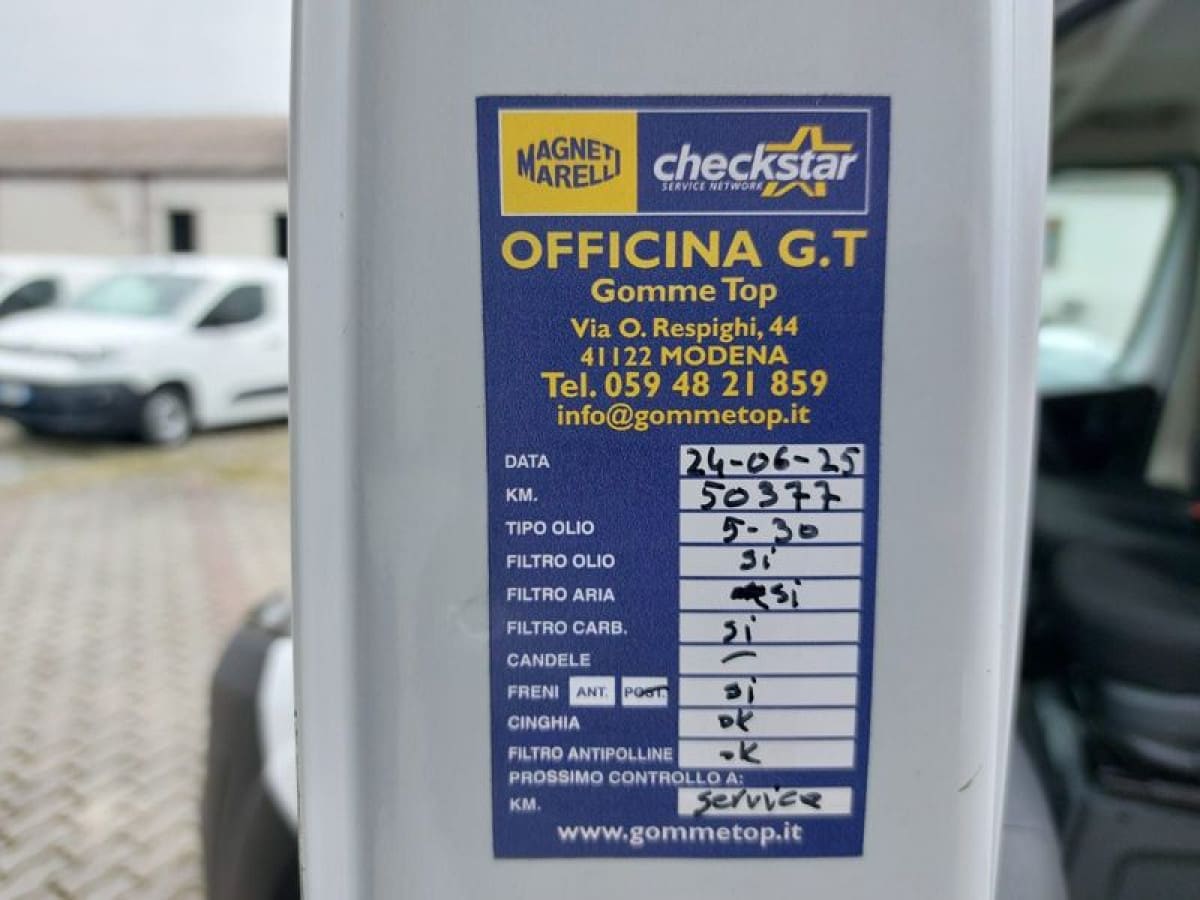 MAGNETI
MARELLI
checkstar
SERVICE NETWORK
OFFICINA G.T
Gomme Top
Via O. Respighi, 44
41122 MODENA
Tel. 059 48 21 859
info@gommetop.it
DATA 24-06-25
KM. 50377
TIPO OLIO 5-30
FILTRO OLIO si
FILTRO ARIA si
FILTRO CARB. si
CANDELE –
FRENI ANT. POST. si
CINGHIA ok
FILTRO ANTIPOLLINE ok
PROSSIMO CONTROLLO A:
KM. service
www.gommetop.it